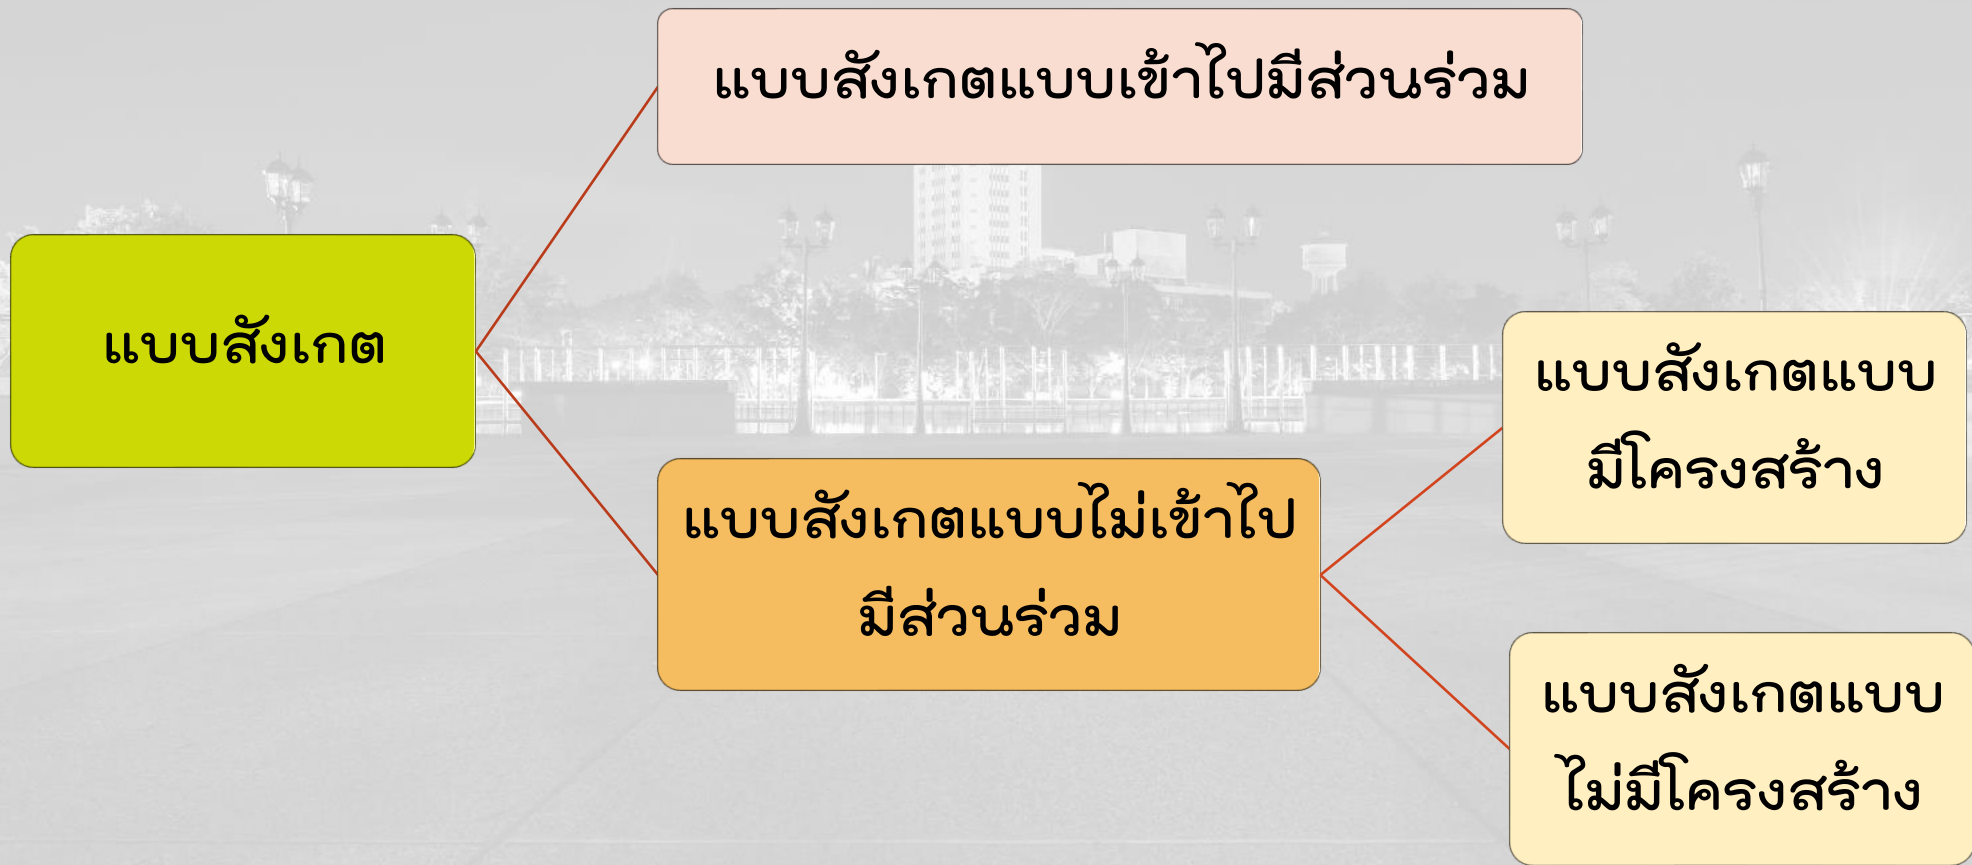 แบบสังเกตแบบเข้าไปมีส่วนร่วม
แบบสังเกต
แบบสังเกตแบบไม่เข้าไป
มีส่วนร่วม
แบบสังเกตแบบ
มีโครงสร้าง
แบบสังเกตแบบ
ไม่มีโครงสร้าง